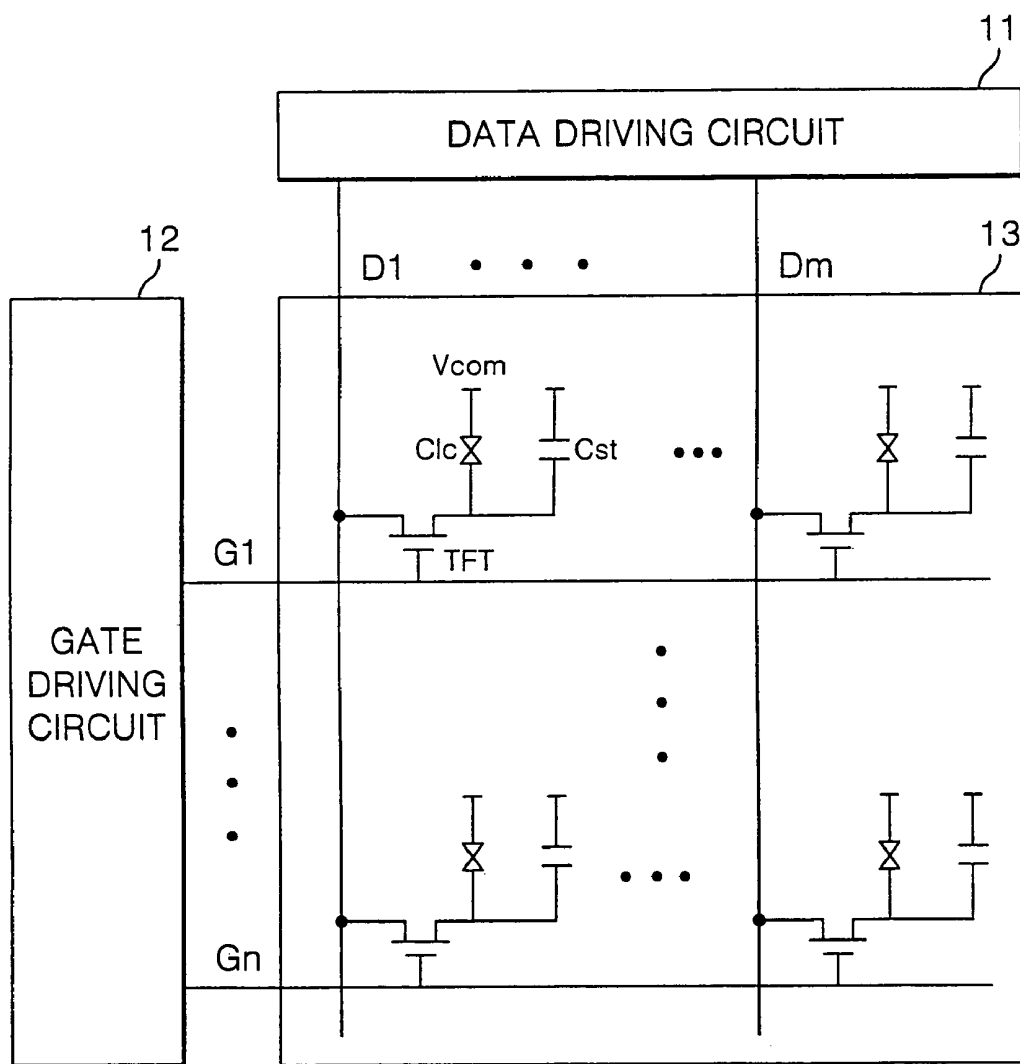 11
DATA DRIVING CIRCUIT
12
13
D1
Dm
Vcom
Clc
Cst
G1
TFT
GATE
DRIVING
CIRCUIT
Gn